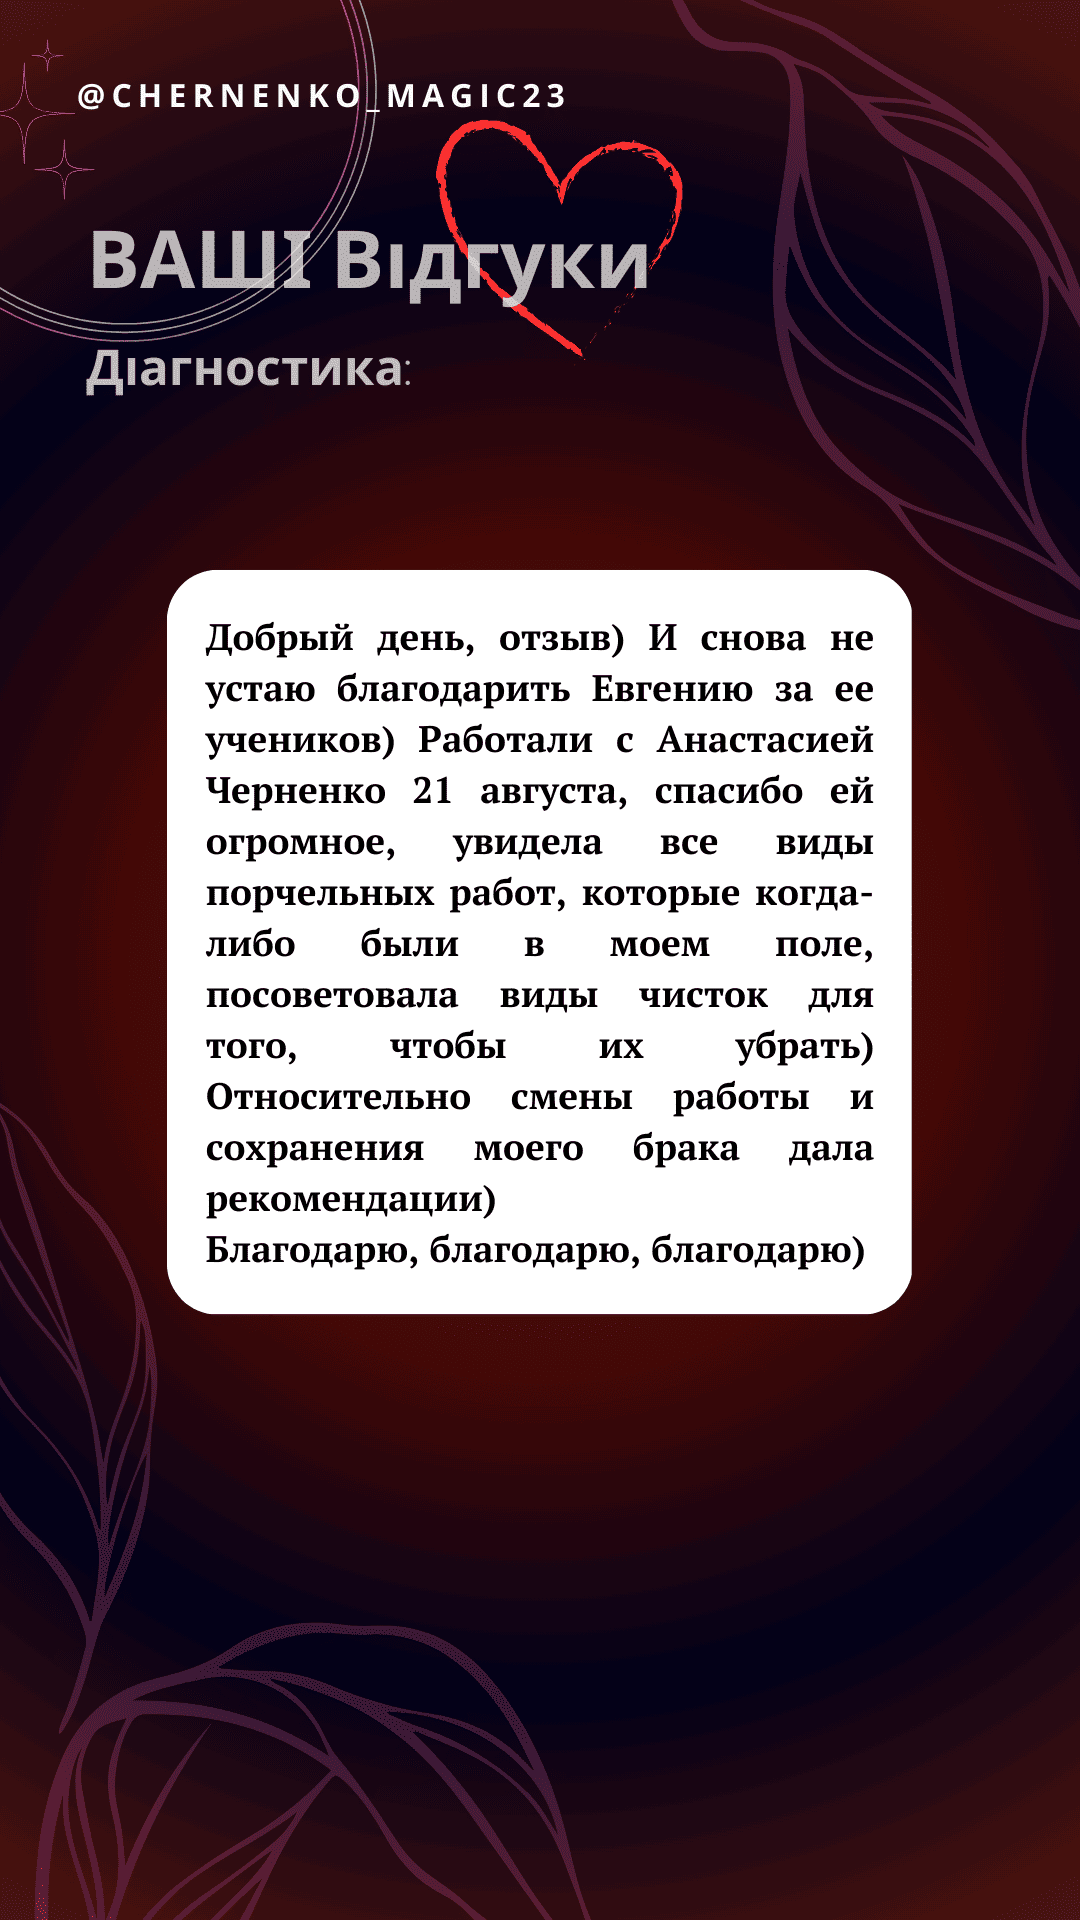 @CHERNENKO_MAGIC23
ВАШІ Відгуки
Діагностика:
Добрый день, отзыв) И снова не
устаю благодарить Евгению за ее
учеников) Работали с Анастасией
Черненко 21 августа, спасибо ей
огромное, увидела все виды
порчельных работ, которые когда-
либо были в моем поле,
посоветовала виды чисток для
того, чтобы их убрать)
Относительно смены работы и
сохранения моего брака дала
рекомендации)
Благодарю, благодарю, благодарю)